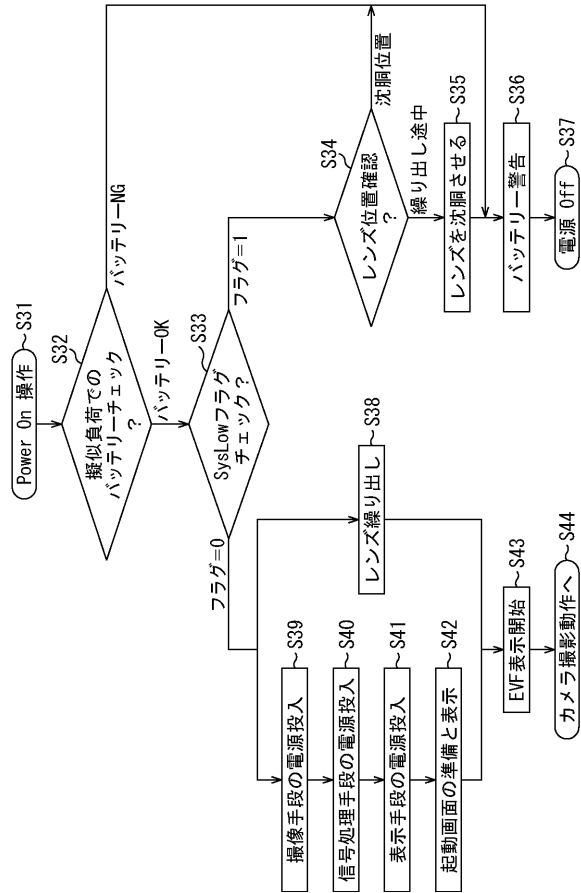 Power On 操作
S31
擬似負荷での
バッテリーチェック
?
S32
バッテリーNG
バッテリーOK
SysLowフラグ
チェック?
S33
フラグ=0
フラグ=1
レンズ位置確認
?
S34
沈胴位置
繰り出し途中
レンズを沈胴させる
S35
バッテリー警告
S36
電源 Off
S37
レンズ繰り出し
S38
撮像手段の電源投入
S39
信号処理手段の電源投入
S40
表示手段の電源投入
S41
起動画面の準備と表示
S42
EVF表示開始
S43
カメラ撮影動作へ
S44